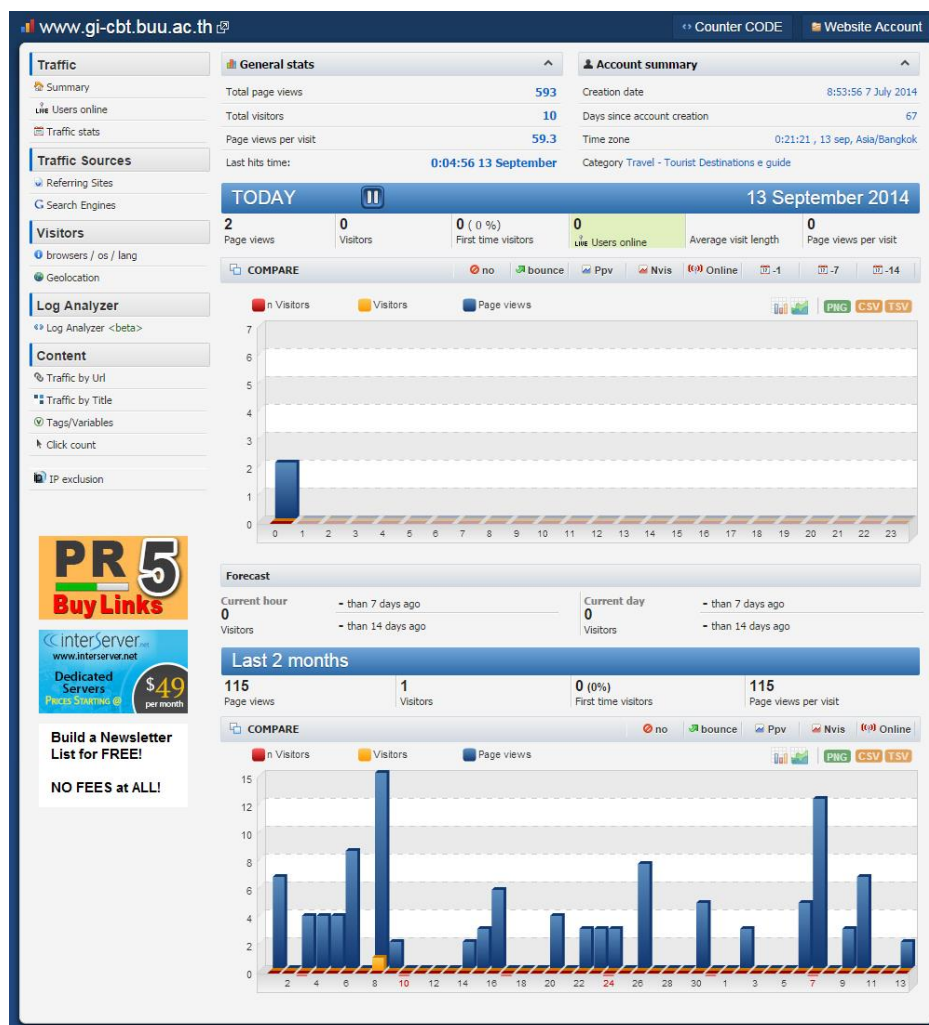 www.gi-cbt.buu.ac.th
Counter CODE
Website Account
Traffic
Summary
LIVE Users online
Traffic stats
Traffic Sources
Referring Sites
Search Engines
Visitors
browsers / os / lang
Geolocation
Log Analyzer
Log Analyzer <beta>
Content
Traffic by Url
Traffic by Title
Tags/Variables
Click count
IP exclusion
PR 5
Buy Links
interServer.net
www.interserver.net
Dedicated
Servers
PRICES STARTING @
$49
per month
Build a Newsletter
List for FREE!
NO FEES at ALL!
General stats
Total page views 593
Total visitors 10
Page views per visit 59.3
Last hits time: 0:04:56 13 September
Account summary
Creation date 8:53:56 7 July 2014
Days since account creation 67
Time zone 0:21:21 , 13 sep, Asia/Bangkok
Category Travel - Tourist Destinations e guide
TODAY 13 September 2014
2 0 0 ( 0 %) 0 0
Page views Visitors First time visitors LIVE Users online Average visit length Page views per visit
COMPARE no bounce Ppv Nvis Online -1 -7 -14
n Visitors Visitors Page views PNG CSV TSV
7
6
5
4
3
2
1
0
0 1 2 3 4 5 6 7 8 9 10 11 12 13 14 15 16 17 18 19 20 21 22 23
Forecast
Current hour
0
Visitors
- than 7 days ago
- than 14 days ago
Current day
0
Visitors
- than 7 days ago
- than 14 days ago
Last 2 months
115 1 0 (0%) 115
Page views Visitors First time visitors Page views per visit
COMPARE no bounce Ppv Nvis Online
n Visitors Visitors Page views PNG CSV TSV
15
12
10
8
6
4
2
0
2 4 6 8 10 12 14 16 18 20 22 24 26 28 30 1 3 5 7 9 11 13